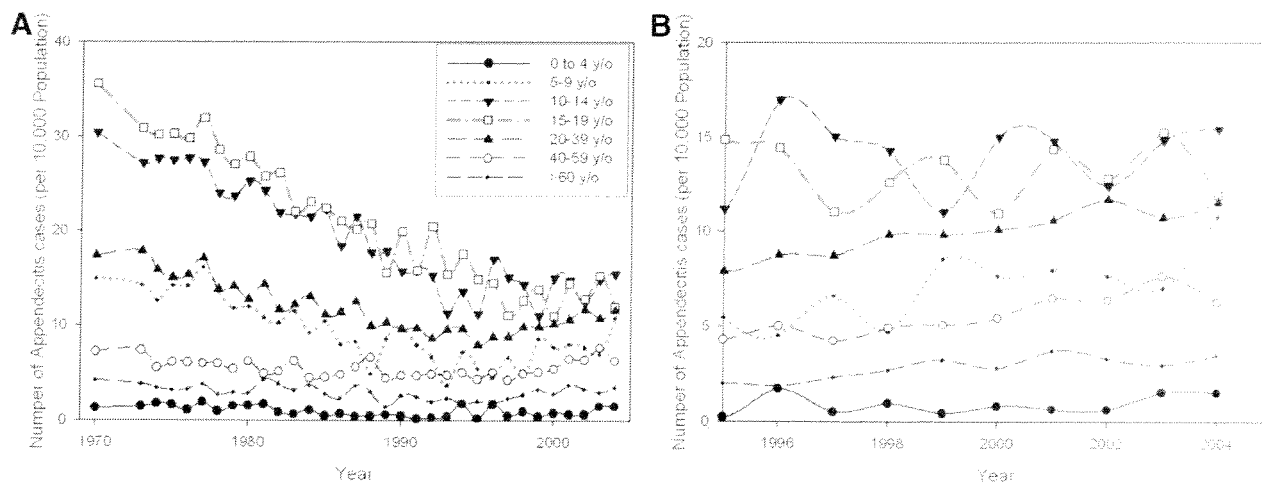 A
Number of Appendecitis cases (per 10,000 Population)
40
30
20
10
0
1970
1980
1990
2000
Year
0 to 4 y/o
5-9 y/o
10-14 y/o
15-19 y/o
20-39 y/o
40-59 y/o
>60 y/o
B
Number of Appendecitis cases (per 10,000 Population)
20
15
10
5
0
1996
1998
2000
2002
2004
Year